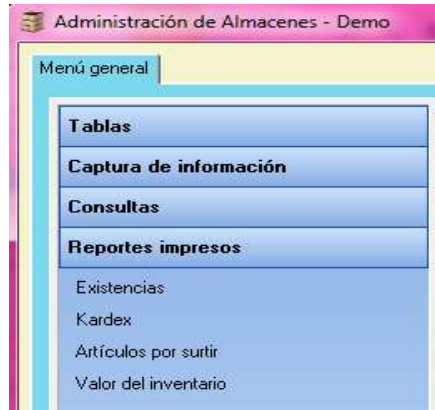 Administración de Almacenes - Demo
Menú general
Tablas
Captura de información
Consultas
Reportes impresos
Existencias
Kardex
Artículos por surtir
Valor del inventario